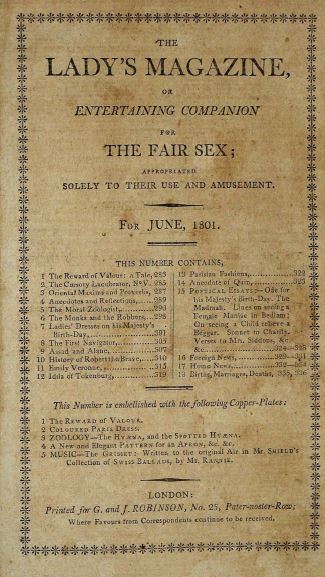 THE
LADY'S MAGAZINE,
OR
ENTERTAINING COMPANION
FOR
THE FAIR SEX;
APPROPRIATED
SOLELY TO THEIR USE AND AMUSEMENT.
FOR JUNE, 1801.
THIS NUMBER CONTAINS,
1 The Reward of Valour: a Tale, 283
2 The Cursory Lucubrator, No V. 285
3 Oriental Maxims and Proverbs, 287
4 Anecdotes and Reflections, 289
5 The Moral Zoologist, 290
6 The Monks and the Robbers, 296
7 Ladies' Dresses on his Majesty's
Birth-Day, 301
8 The First Navigator, 305
9 Assad and Alane, 307
10 History of Robert the Brave, 310
11 Emily Veronne, 315
12 Idda of Tokenburg, 319
13 Parisian Fashions, 322
14 Anecdote of Quin, 323
15 POETICAL ESSAYS:—Ode for
his Majesty's Birth-Day. The
Madman. Lines on seeing a
Female Maniac in Bedlam;
On seeing a Child relieve a
Beggar. Sonnet to Charity.
Verses to Mrs. Siddons, &c.
&c.
16 Foreign News, 329
17 Home News,
18 Births, Marriages, Deaths, 335, 336
This Number is embellished with the following Copper-Plates:
1 THE REWARD OF VALOUR.
2 COLOURED PARIS DRESS.
3 ZOOLOGY—The HYÆNA, and the SPOTTED HYÆNA.
4 A New and Elegant PATTERN for an APRON, &c. &c.
5 MUSIC—The GRISET: Written to the original Air in Mr. SHIELD's
Collection of SWISS BALLADS, by MR. RANNIE.
LONDON:
Printed for G. and J. ROBINSON, No. 25, Pater-noster-Row;
Where Favours from Correspondents continue to be received.